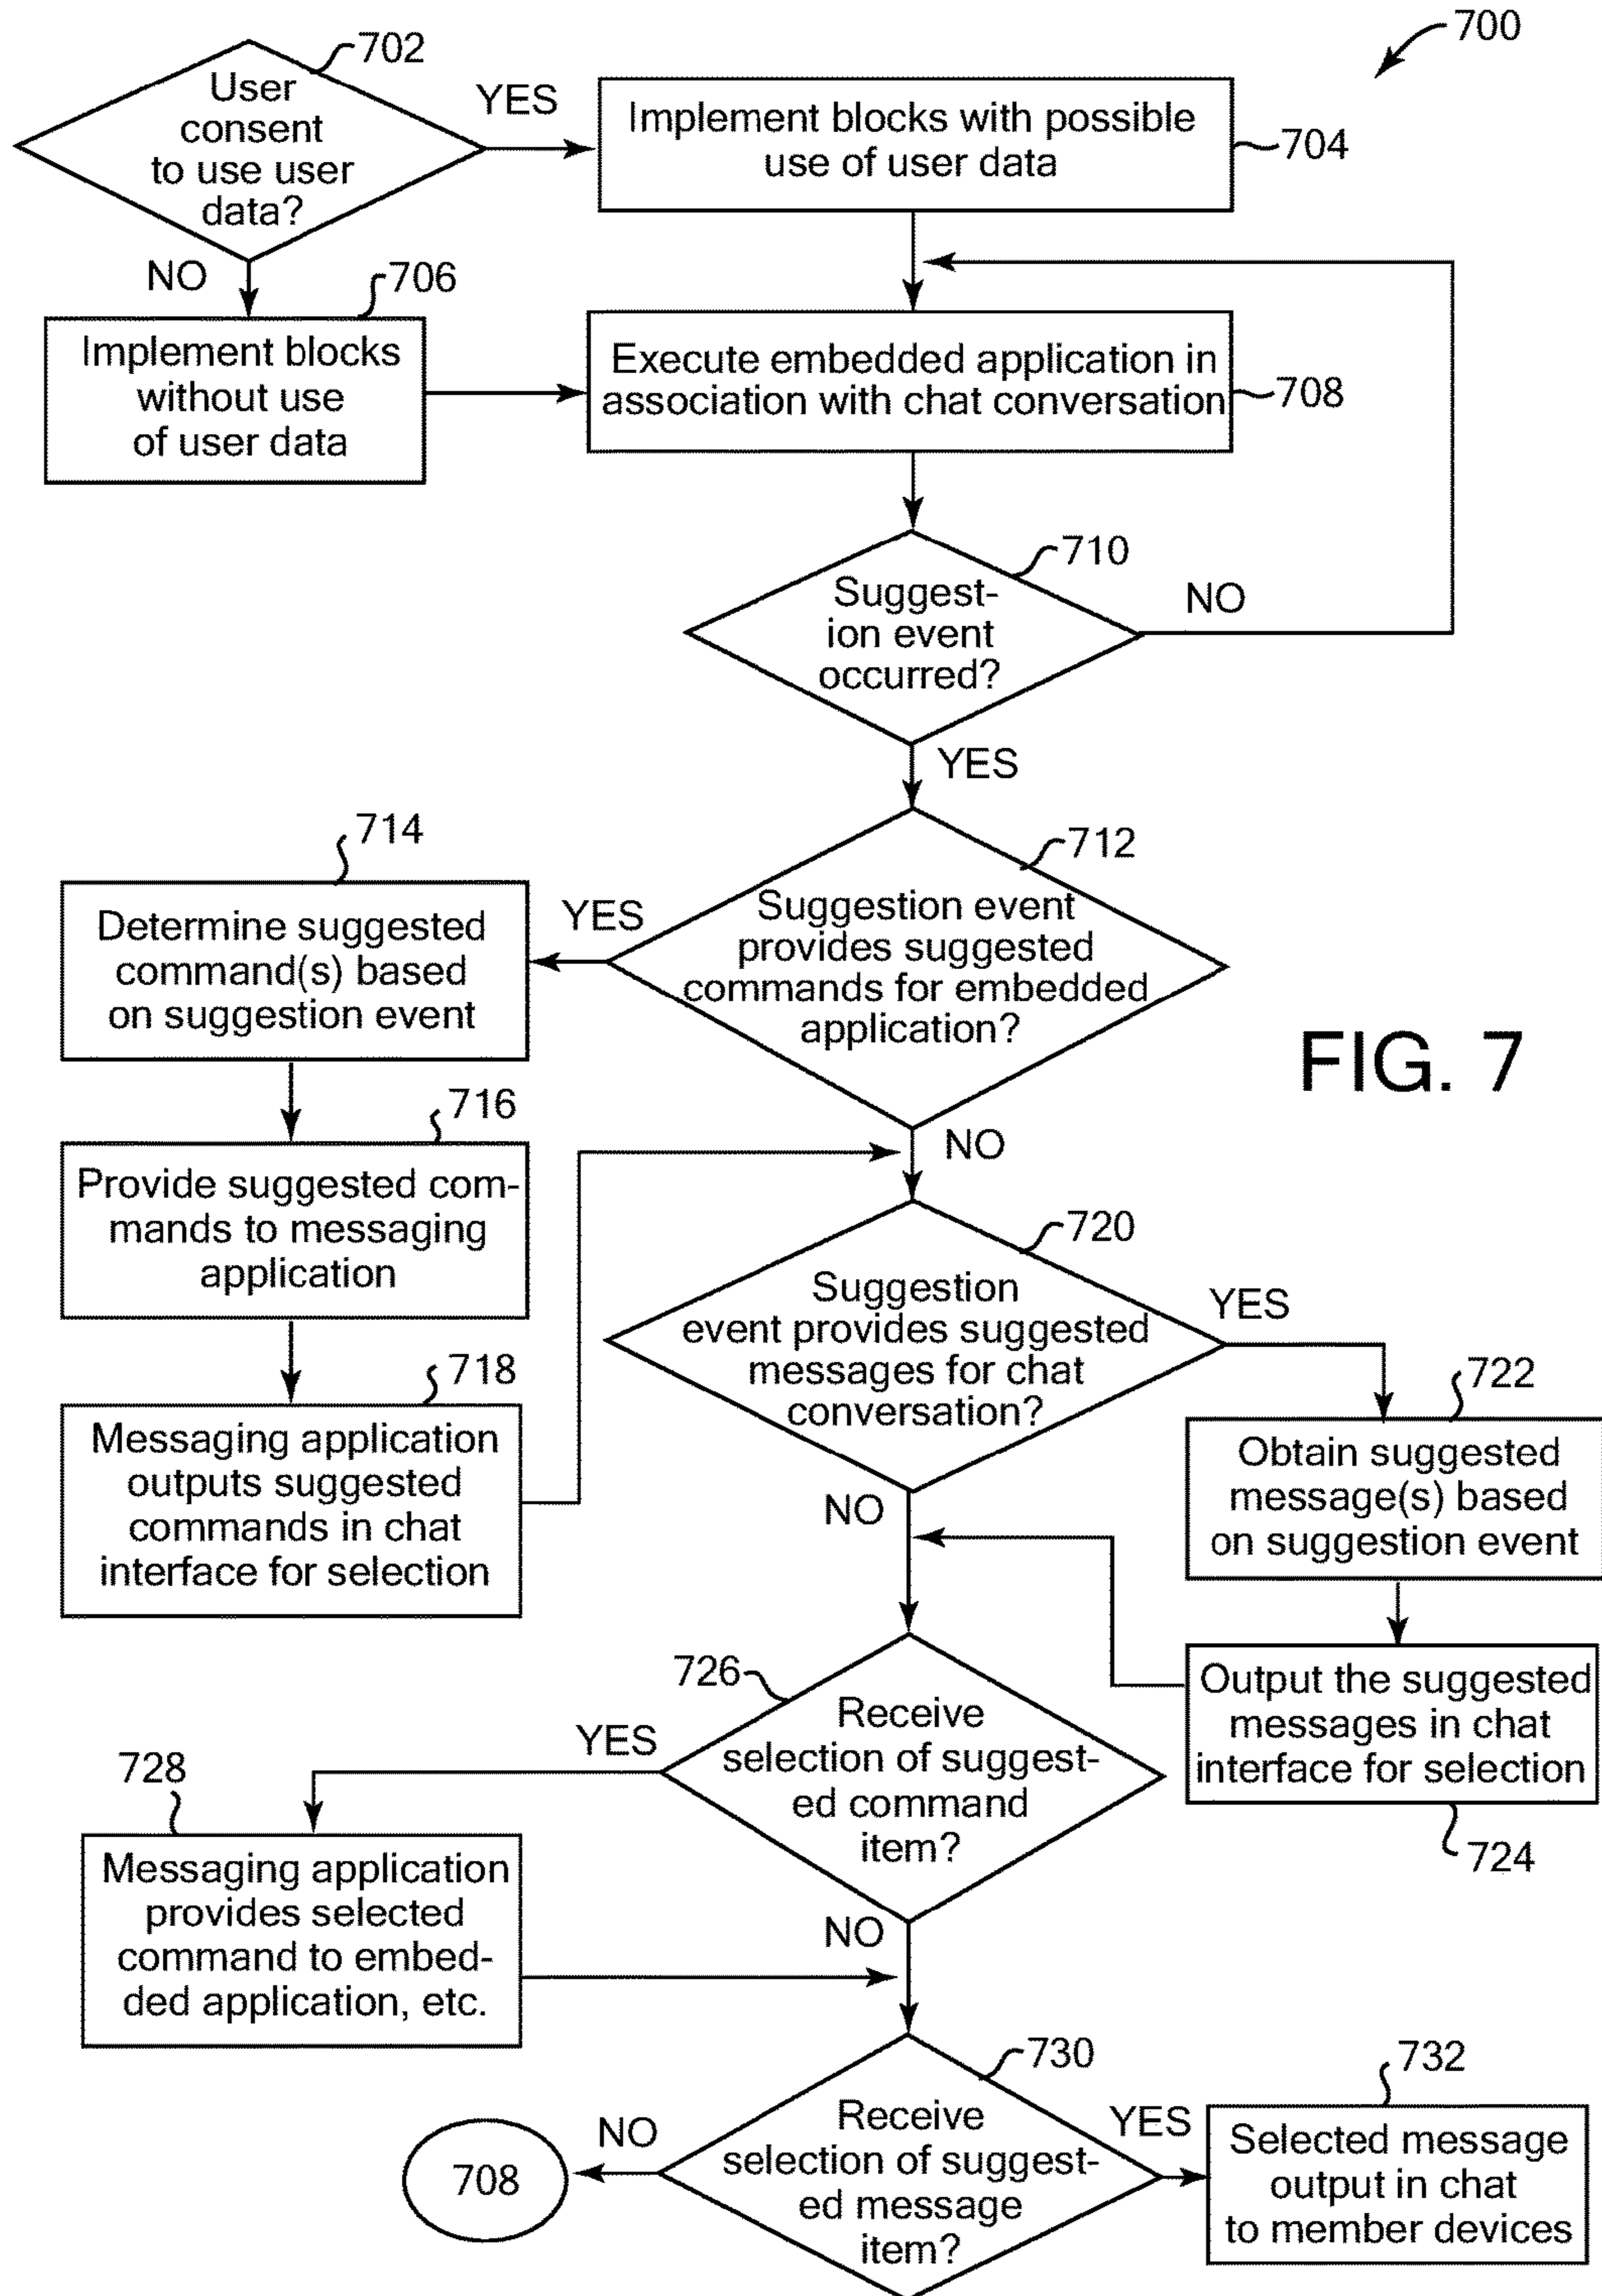 700
702
User
consent
to use user
data?
YES
Implement blocks with possible
use of user data
704
NO
706
Implement blocks
without use
of user data
Execute embedded application in
association with chat conversation
708
710
Suggest-
ion event
occurred?
NO
YES
712
Suggestion event
provides suggested
commands for embedded
application?
YES
714
Determine suggested
command(s) based
on suggestion event
FIG. 7
716
Provide suggested com-
mands to messaging
application
NO
718
Messaging application
outputs suggested
commands in chat
interface for selection
720
Suggestion
event provides suggested
messages for chat
conversation?
YES
722
Obtain suggested
message(s) based
on suggestion event
NO
Output the suggested
messages in chat
interface for selection
724
726
Receive
selection of suggest-
ed command
item?
YES
728
Messaging application
provides selected
command to embed-
ded application, etc.
NO
730
Receive
selection of suggest-
ed message
item?
NO
708
YES
732
Selected message
output in chat
to member devices